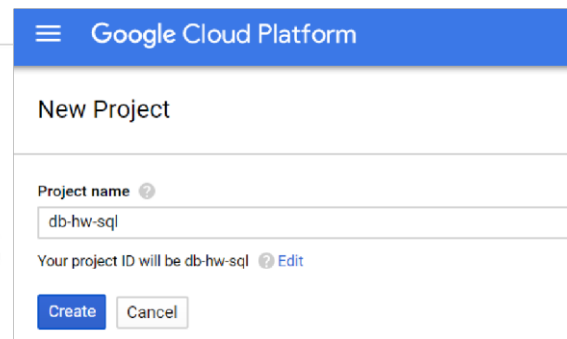 Google Cloud Platform
New Project
Project name
db-hw-sql
Your project ID will be db-hw-sql ? Edit
Create Cancel